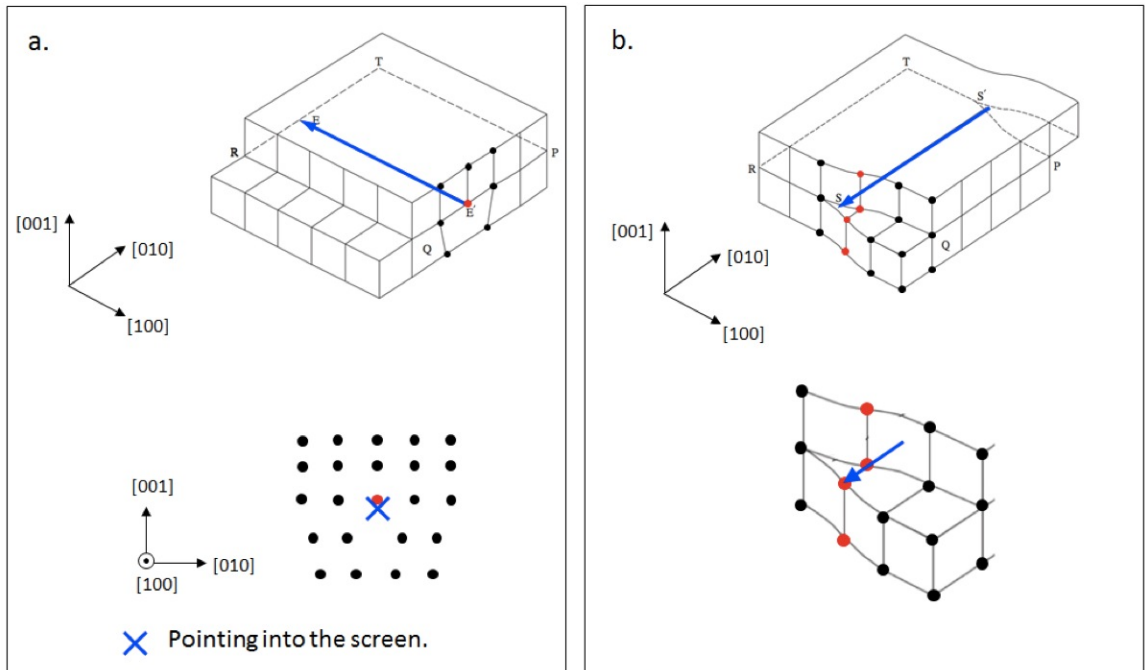 a.
T
E
R
P
E'
Q
[001]
[010]
[100]
[001]
[010]
[100]
Pointing into the screen.
b.
T
S'
R
P
S
Q
[001]
[010]
[100]